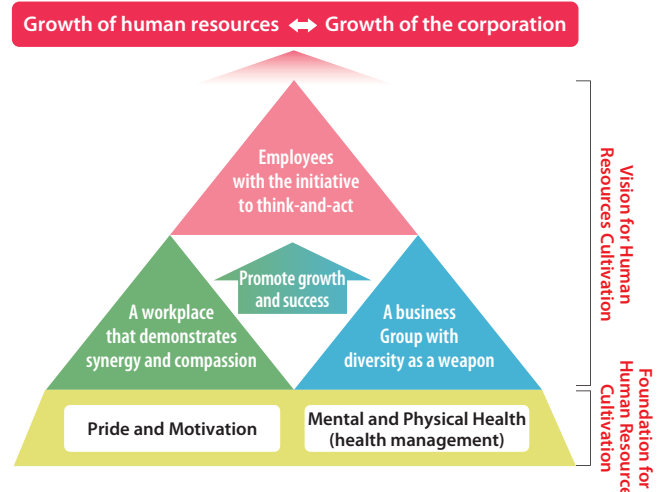 Growth of human resources ⇔ Growth of the corporation
Employees
with the initiative
to think-and-act
Promote growth
and success
A workplace
that demonstrates
synergy and compassion
A business
Group with
diversity as a weapon
Vision for Human
Resources Cultivation
Pride and Motivation
Mental and Physical Health
(health management)
Foundation for
Human Resource
Cultivation